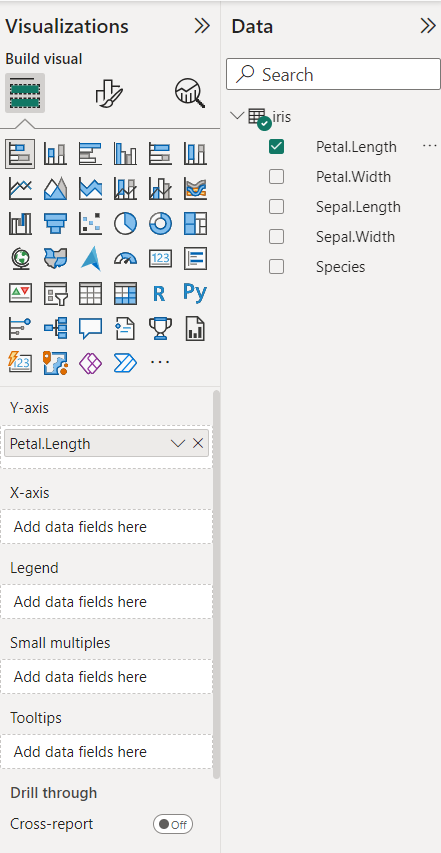 Visualizations
Build visual
123
R
Py
123
...
Y-axis
Petal.Length
X-axis
Add data fields here
Legend
Add data fields here
Small multiples
Add data fields here
Tooltips
Add data fields here
Drill through
Cross-report
Off
Data
Search
iris
Petal.Length
...
Petal.Width
Sepal.Length
Sepal.Width
Species